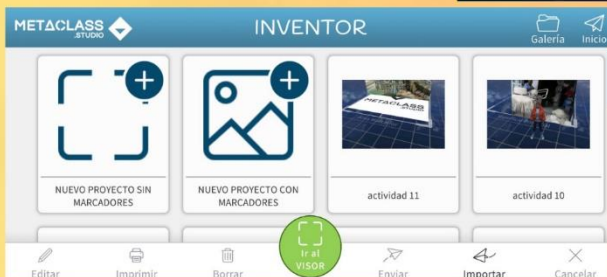 METACLASS
.STUDIO
INVENTOR
Galería
Inicio
NUEVO PROYECTO SIN
MARCADORES
NUEVO PROYECTO CON
MARCADORES
METACLASS
.STUDIO
actividad 11
actividad 10
Editar
Imprimir
Borrar
Ir al
VISOR
Enviar
Importar
Cancelar